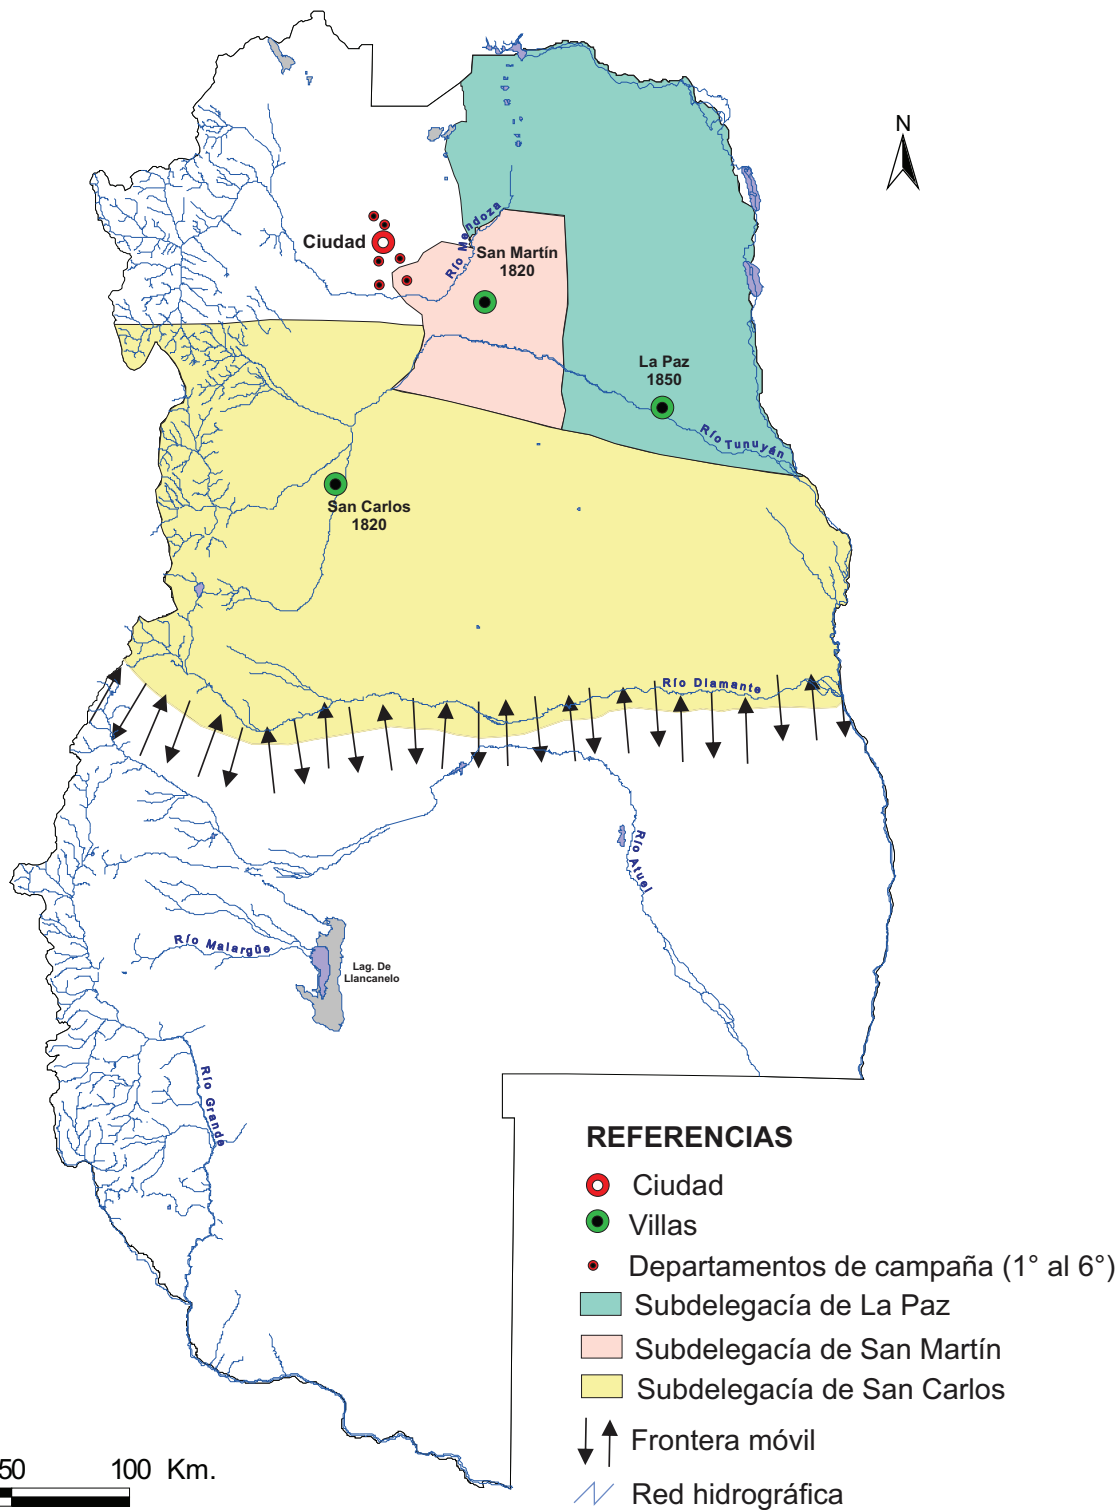 N
Ciudad
Río Mendoza
San Martín
1820
La Paz
1850
Río Tunuyán
San Carlos
1820
Río Diamante
Río Atuel
Río Malargüe
Lag. De
Llancanelo
Río Grande
REFERENCIAS
Ciudad
Villas
Departamentos de campaña (1° al 6°)
Subdelegacía de La Paz
Subdelegacía de San Martín
Subdelegacía de San Carlos
Frontera móvil
Red hidrográfica
50 100 Km.